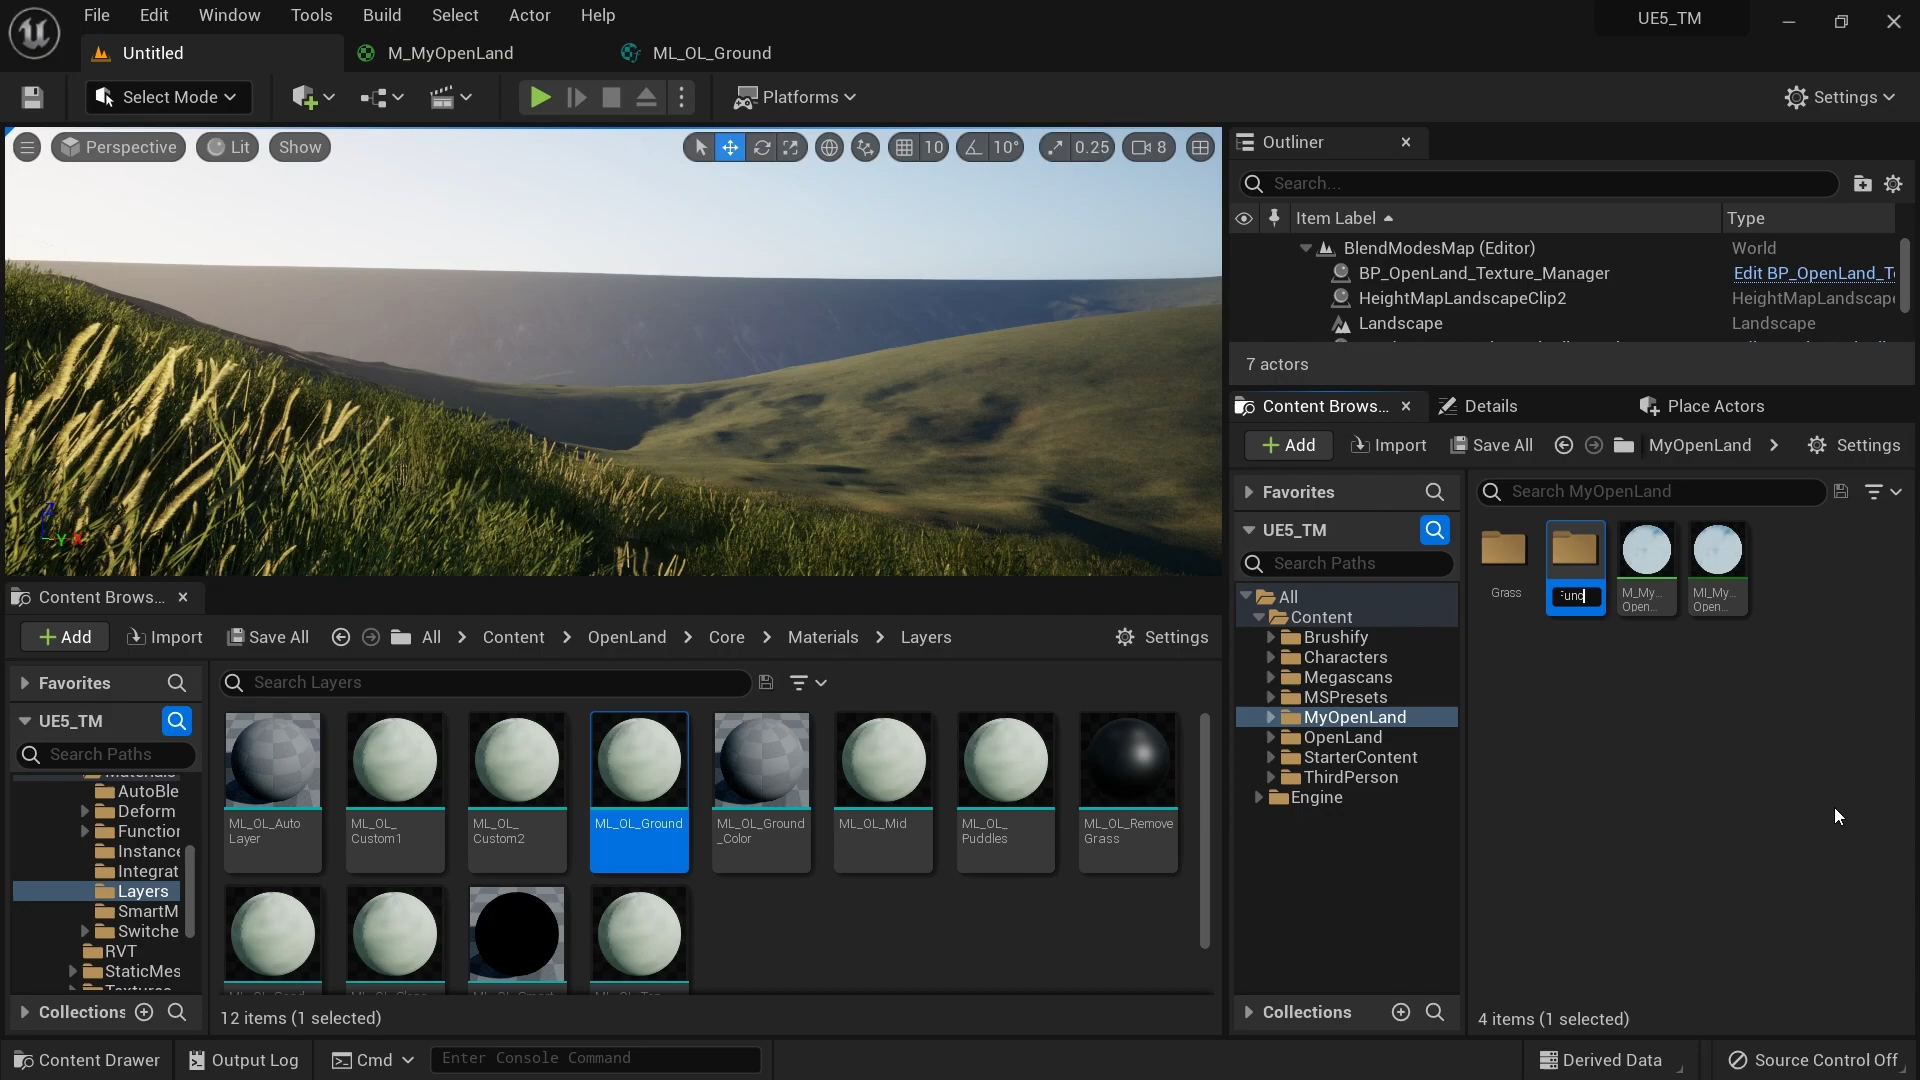 File Edit Window Tools Build Select Actor Help
UE5_TM
Untitled M_MyOpenLand ML_OL_Ground
Select Mode Platforms Settings
Perspective Lit Show 10 10° 0.25 8
Outliner
Search...
Item Label Type
BlendModesMap (Editor) World
BP_OpenLand_Texture_Manager Edit BP_OpenLand_T
HeightMapLandscapeClip2 HeightMapLandscape
Landscape Landscape
7 actors
Content Brows... Details Place Actors
Add Import Save All MyOpenLand Settings
Favorites
Search MyOpenLand
UE5_TM
Search Paths
Grass
Func
M_My...
Open...
MI_My...
Open...
All
Content
Brushify
Characters
Megascans
MSPresets
MyOpenLand
OpenLand
StarterContent
ThirdPerson
Engine
Collections
4 items (1 selected)
Content Brows...
Add Import Save All All Content OpenLand Core Materials Layers Settings
Favorites
Search Layers
UE5_TM
Search Paths
Materials
AutoBle
Deform
Function
Instance
Integrat
Layers
SmartM
Switche
RVT
StaticMes
Textures
Collections
ML_OL_Auto
Layer
ML_OL_
Custom1
ML_OL_
Custom2
ML_OL_Ground
ML_OL_Ground
_Color
ML_OL_Mid
ML_OL_
Puddles
ML_OL_Remove
Grass
12 items (1 selected)
Content Drawer Output Log Cmd Enter Console Command Derived Data Source Control Off